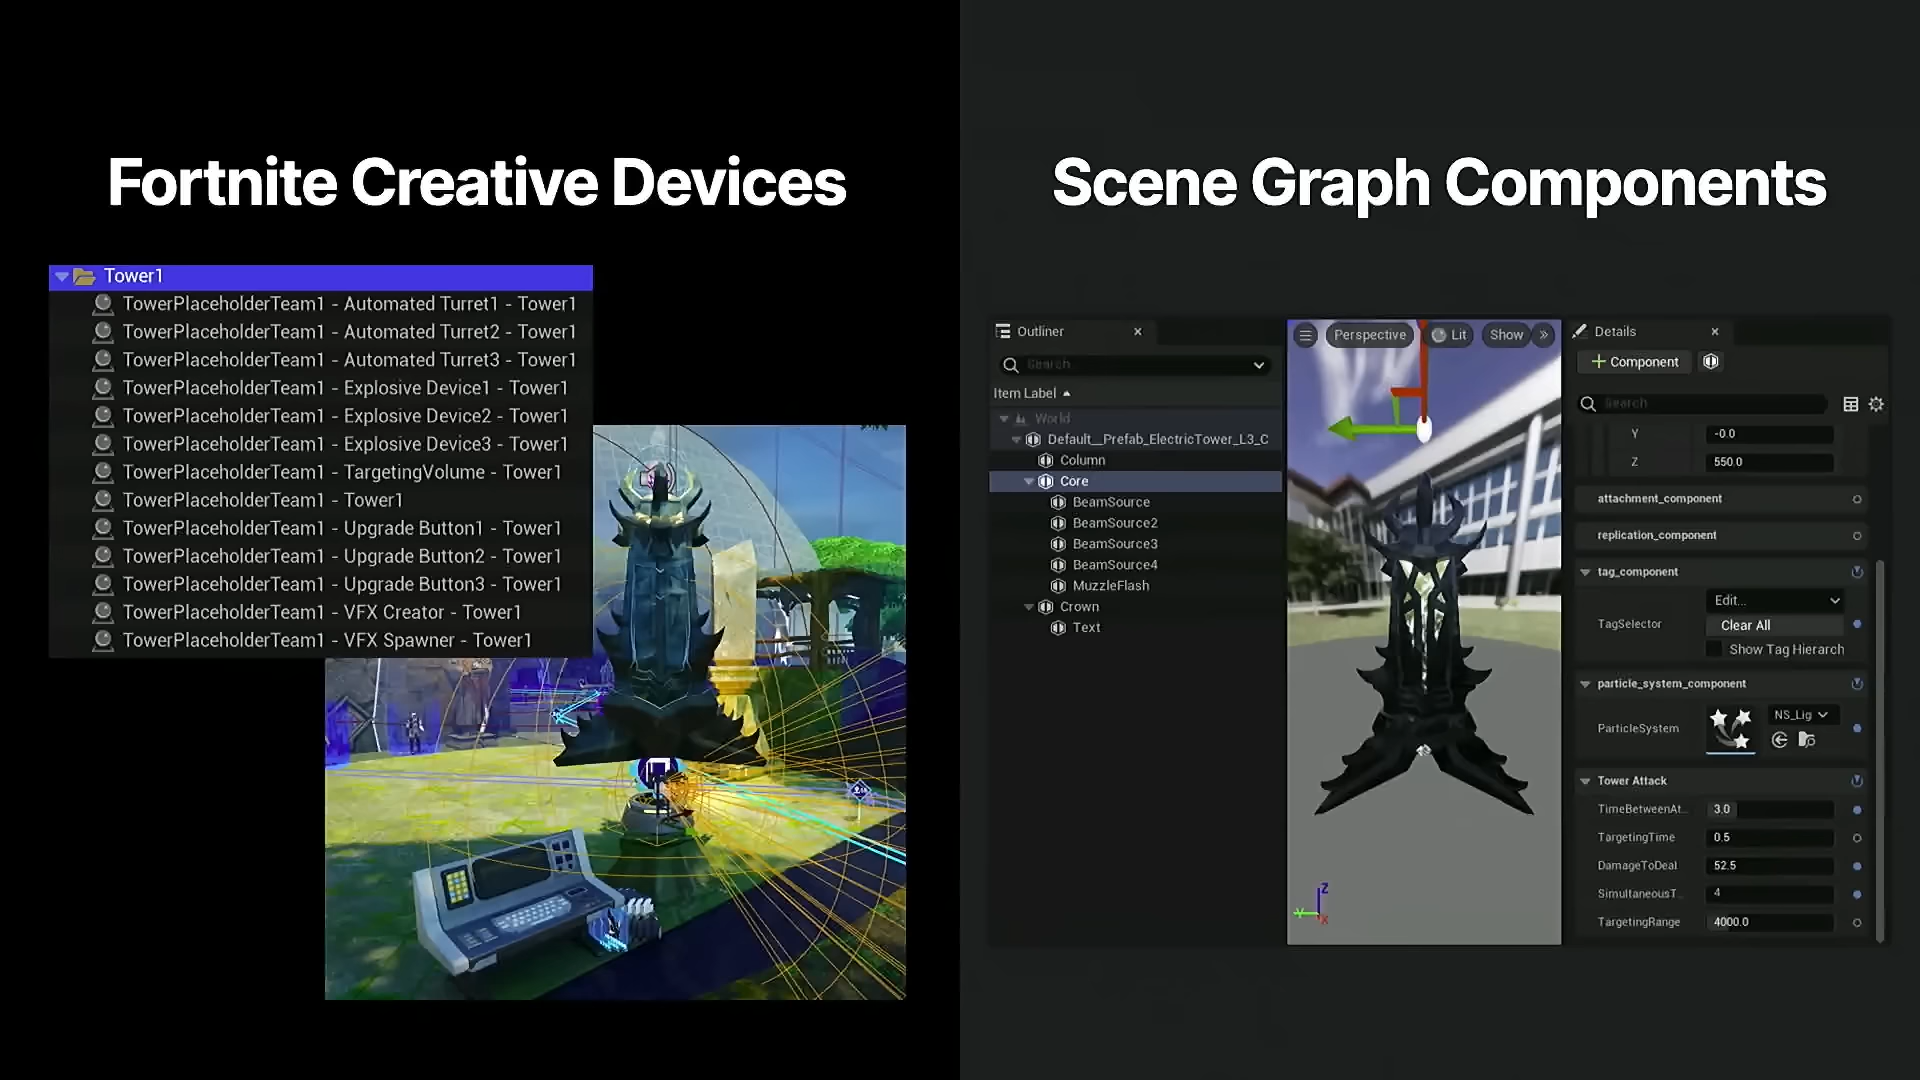 Fortnite Creative Devices
Tower1
TowerPlaceholderTeam1 - Automated Turret1 - Tower1
TowerPlaceholderTeam1 - Automated Turret2 - Tower1
TowerPlaceholderTeam1 - Automated Turret3 - Tower1
TowerPlaceholderTeam1 - Explosive Device1 - Tower1
TowerPlaceholderTeam1 - Explosive Device2 - Tower1
TowerPlaceholderTeam1 - Explosive Device3 - Tower1
TowerPlaceholderTeam1 - TargetingVolume - Tower1
TowerPlaceholderTeam1 - Tower1
TowerPlaceholderTeam1 - Upgrade Button1 - Tower1
TowerPlaceholderTeam1 - Upgrade Button2 - Tower1
TowerPlaceholderTeam1 - Upgrade Button3 - Tower1
TowerPlaceholderTeam1 - VFX Creator - Tower1
TowerPlaceholderTeam1 - VFX Spawner - Tower1
Scene Graph Components
Outliner
Search
Item Label
World
Default__Prefab_ElectricTower_L3_C
Column
Core
BeamSource
BeamSource2
BeamSource3
BeamSource4
MuzzleFlash
Crown
Text
Perspective Lit Show
Z
Y X
Details
+ Component
Search
Y -0.0
Z 550.0
attachment_component
replication_component
tag_component
Edit...
TagSelector Clear All
Show Tag Hierarch
particle_system_component
NS_Lig
ParticleSystem
Tower Attack
TimeBetweenAt.. 3.0
TargetingTime 0.5
DamageToDeal 52.5
SimultaneousT.. 4
TargetingRange 4000.0